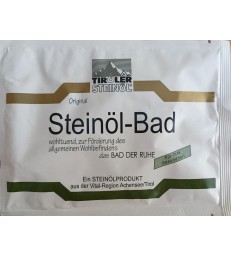 TIROLER
STEINÖL
Original
Steinöl-Bad
wohltuend, zur Förderung des
allgemeinen Wohlbefindens
das BAD DER RUHE
Ein STEINÖLPRODUKT
aus der Vital-Region Achensee/Tirol